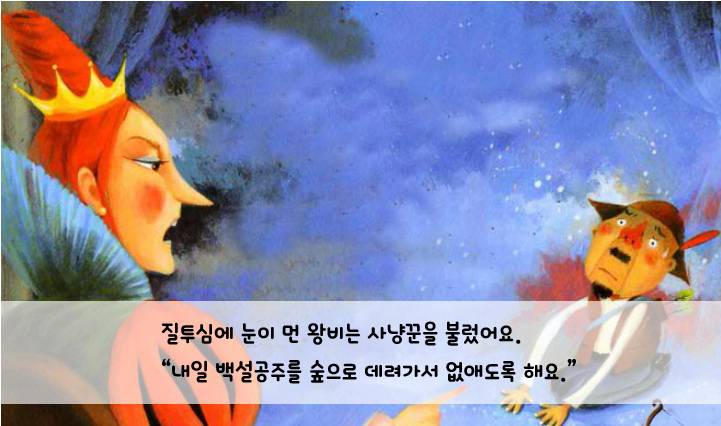 질투심에 눈이 먼 왕비는 사냥꾼을 불렀어요.
“내일 백설공주를 숲으로 데려가서 없애도록 해요.”